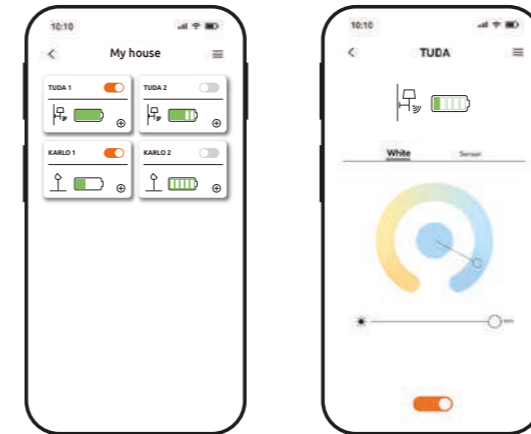 10:10
My house
TUDA 1
TUDA 2
KARLO 1
KARLO 2
10:10
TUDA
White
Sensor